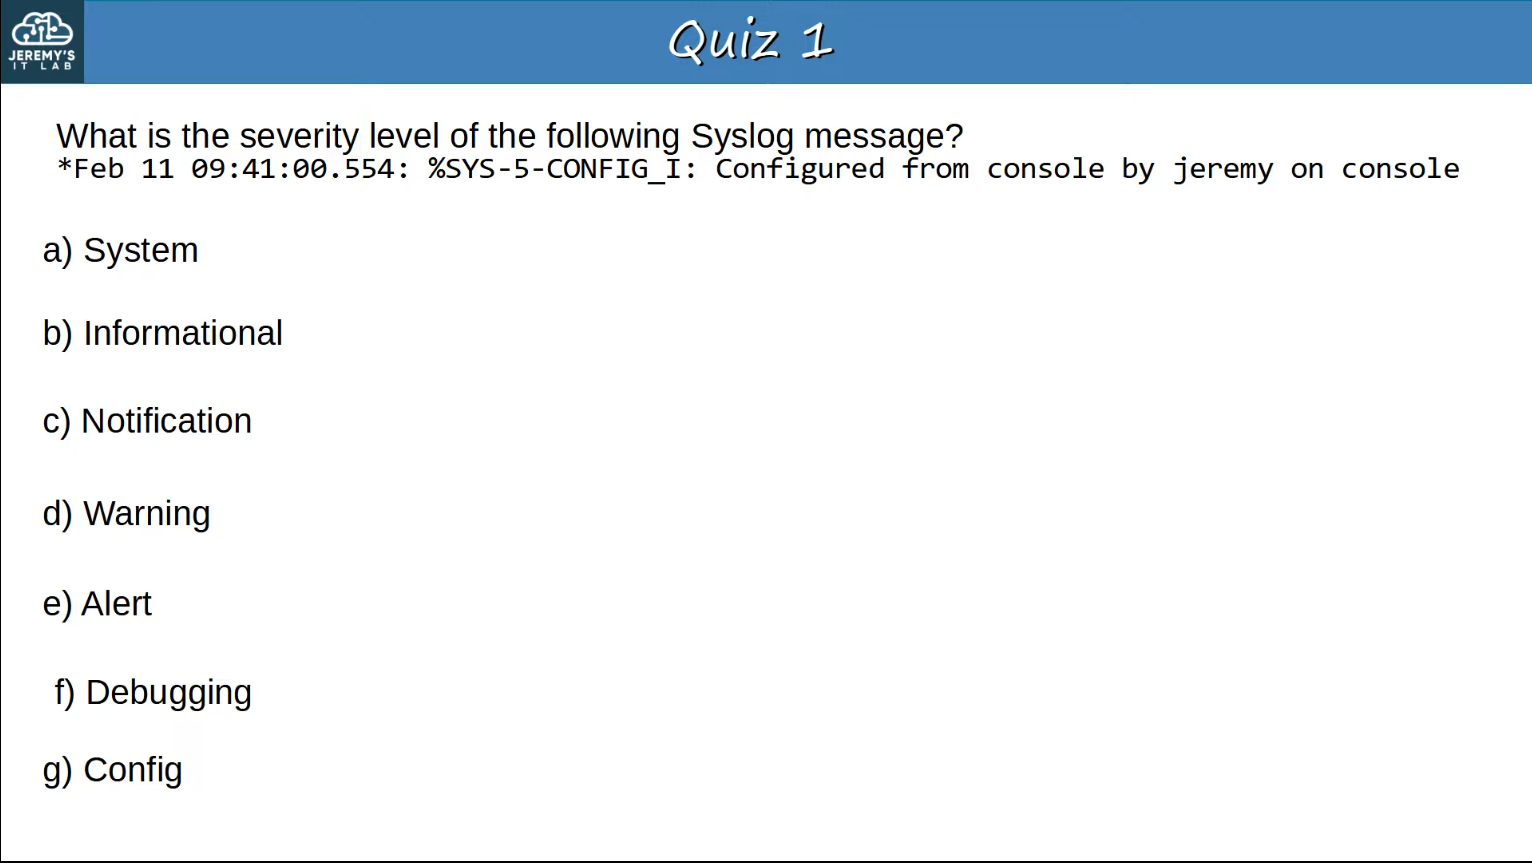 JEREMY'S
IT LAB
Quiz 1
What is the severity level of the following Syslog message?
*Feb 11 09:41:00.554: %SYS-5-CONFIG_I: Configured from console by jeremy on console
a) System
b) Informational
c) Notification
d) Warning
e) Alert
f) Debugging
g) Config